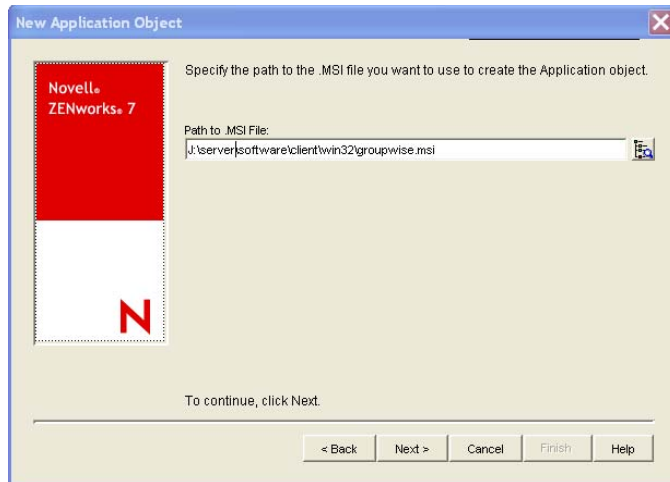 New Application Object
Novell®
ZENworks® 7
Specify the path to the .MSI file you want to use to create the Application object.
Path to .MSI File:
J:\server\software\client\win32\groupwise.msi
N
To continue, click Next.
< Back
Next >
Cancel
Finish
Help